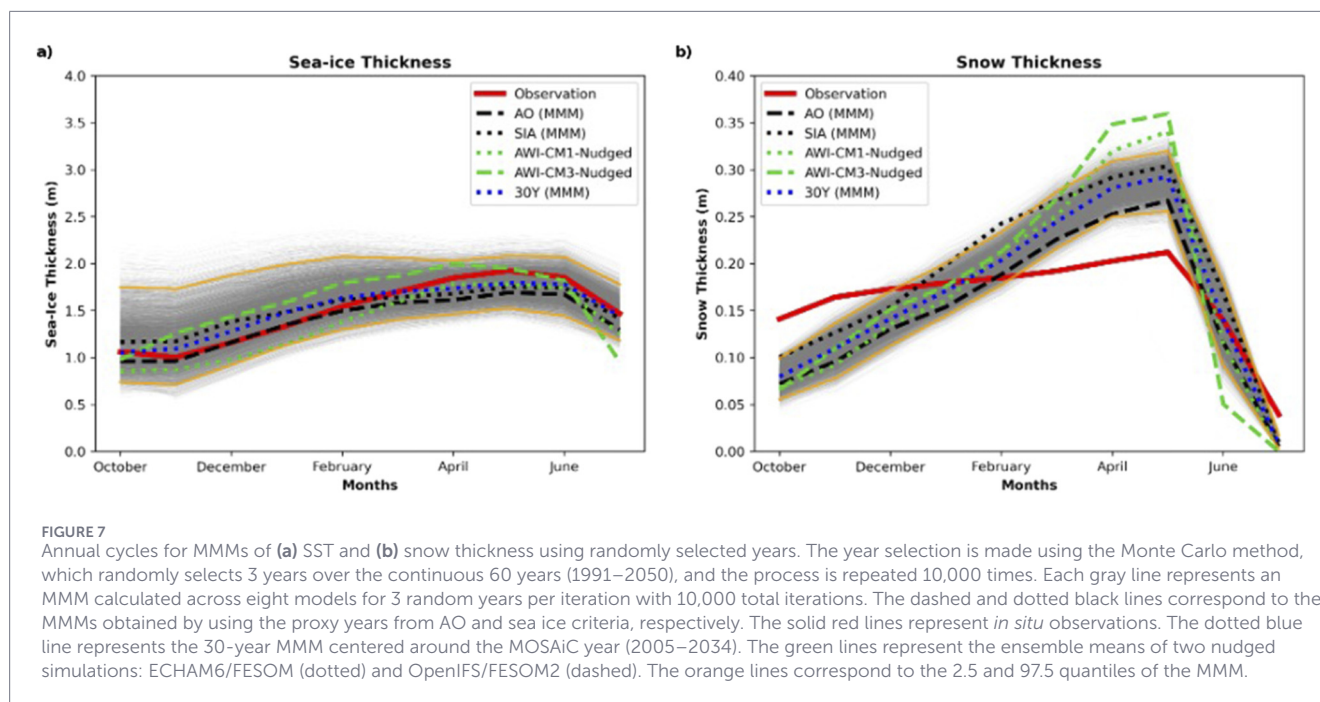 a)
Sea-ice Thickness
4.0
3.5
3.0
2.5
2.0
1.5
1.0
0.5
0.0
Sea-Ice Thickness (m)
Observation
AO (MMM)
SIA (MMM)
AWI-CM1-Nudged
AWI-CM3-Nudged
30Y (MMM)
October December February April June
Months
b)
Snow Thickness
0.40
0.35
0.30
0.25
0.20
0.15
0.10
0.05
0.00
Snow Thickness (m)
Observation
AO (MMM)
SIA (MMM)
AWI-CM1-Nudged
AWI-CM3-Nudged
30Y (MMM)
October December February April June
Months
FIGURE 7
Annual cycles for MMMs of (a) SST and (b) snow thickness using randomly selected years. The year selection is made using the Monte Carlo method,
which randomly selects 3 years over the continuous 60 years (1991–2050), and the process is repeated 10,000 times. Each gray line represents an
MMM calculated across eight models for 3 random years per iteration with 10,000 total iterations. The dashed and dotted black lines correspond to the
MMMs obtained by using the proxy years from AO and sea ice criteria, respectively. The solid red lines represent in situ observations. The dotted blue
line represents the 30-year MMM centered around the MOSAiC year (2005–2034). The green lines represent the ensemble means of two nudged
simulations: ECHAM6/FESOM (dotted) and OpenIFS/FESOM2 (dashed). The orange lines correspond to the 2.5 and 97.5 quantiles of the MMM.